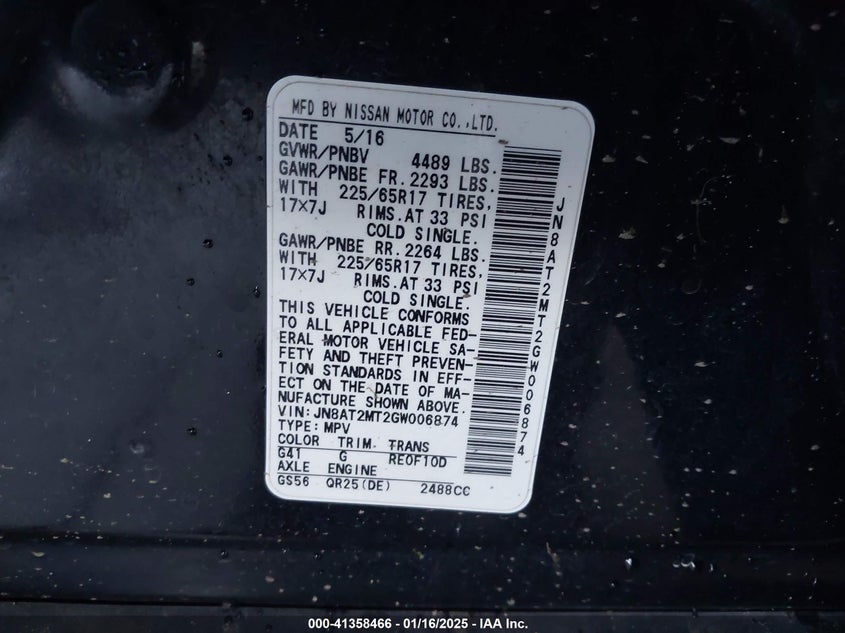 MFD BY NISSAN MOTOR CO.,LTD.
DATE 5/16
GVWR/PNBV 4489 LBS.
GAWR/PNBE FR. 2293 LBS.
WITH 225/65R17 TIRES,
17×7J RIMS. AT 33 PSI
COLD SINGLE.
GAWR/PNBE RR. 2264 LBS.
WITH 225/65R17 TIRES,
17×7J RIMS. AT 33 PSI
COLD SINGLE.
THIS VEHICLE CONFORMS
TO ALL APPLICABLE FED-
ERAL MOTOR VEHICLE SA-
FETY AND THEFT PREVEN-
TION STANDARDS IN EFF-
ECT ON THE DATE OF MA-
NUFACTURE SHOWN ABOVE.
VIN: JN8AT2MT2GW006874
TYPE: MPV
COLOR TRIM. TRANS
G41 G RE0F10D
AXLE ENGINE
GS56 QR25(DE) 2488CC
JN8AT2MT2GW006874
000-41358466 - 01/16/2025 - IAA Inc.